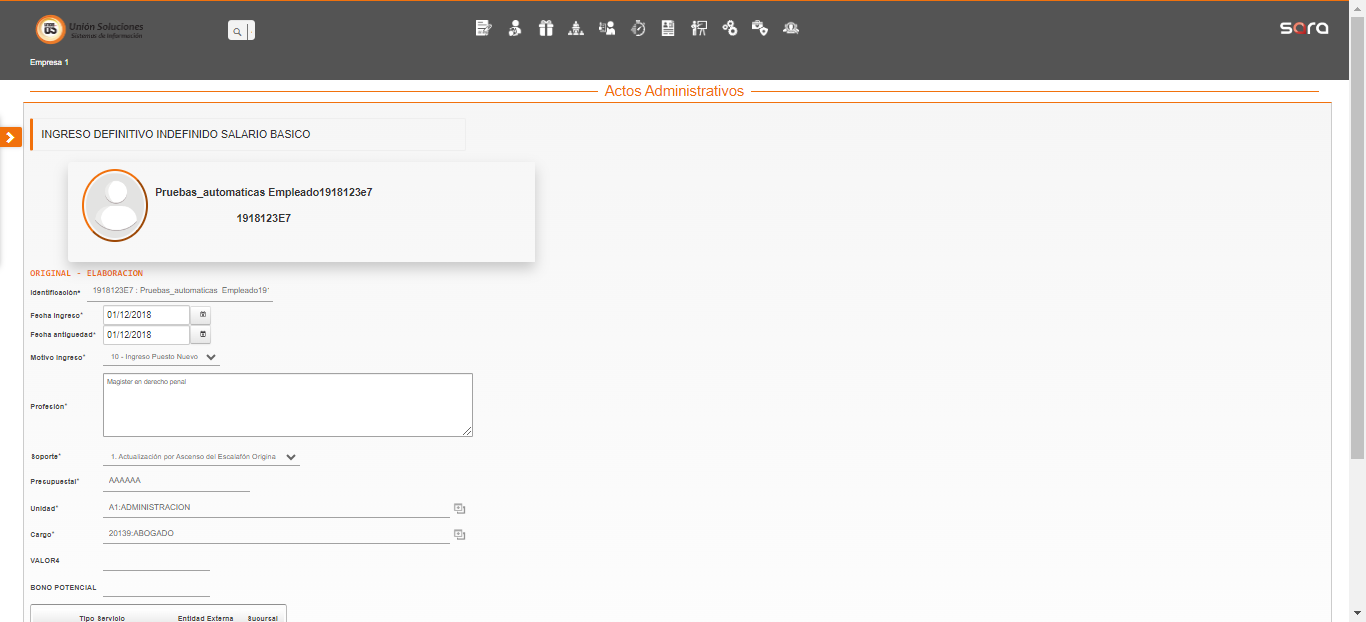 Unión Soluciones
Sistemas de Información
sora
Empresa 1
Actos Administrativos
INGRESO DEFINITIVO INDEFINIDO SALARIO BASICO
Pruebas_automaticas Empleado1918123e7
1918123E7
ORIGINAL - ELABORACION
Identificación* 1918123E7 : Pruebas_automaticas Empleado191
Fecha ingreso* 01/12/2018
Fecha antiguedad* 01/12/2018
Motivo Ingreso* 10 - Ingreso Puesto Nuevo
Profesión* Magister en derecho penal
Soporte* 1. Actualización por Ascenso del Escalafón Origina
Presupuestal* AAAAAA
Unidad* A1:ADMINISTRACION
Cargo* 20139:ABOGADO
VALOR4
BONO POTENCIAL
Tipo Servicio Entidad Externa Sucursal